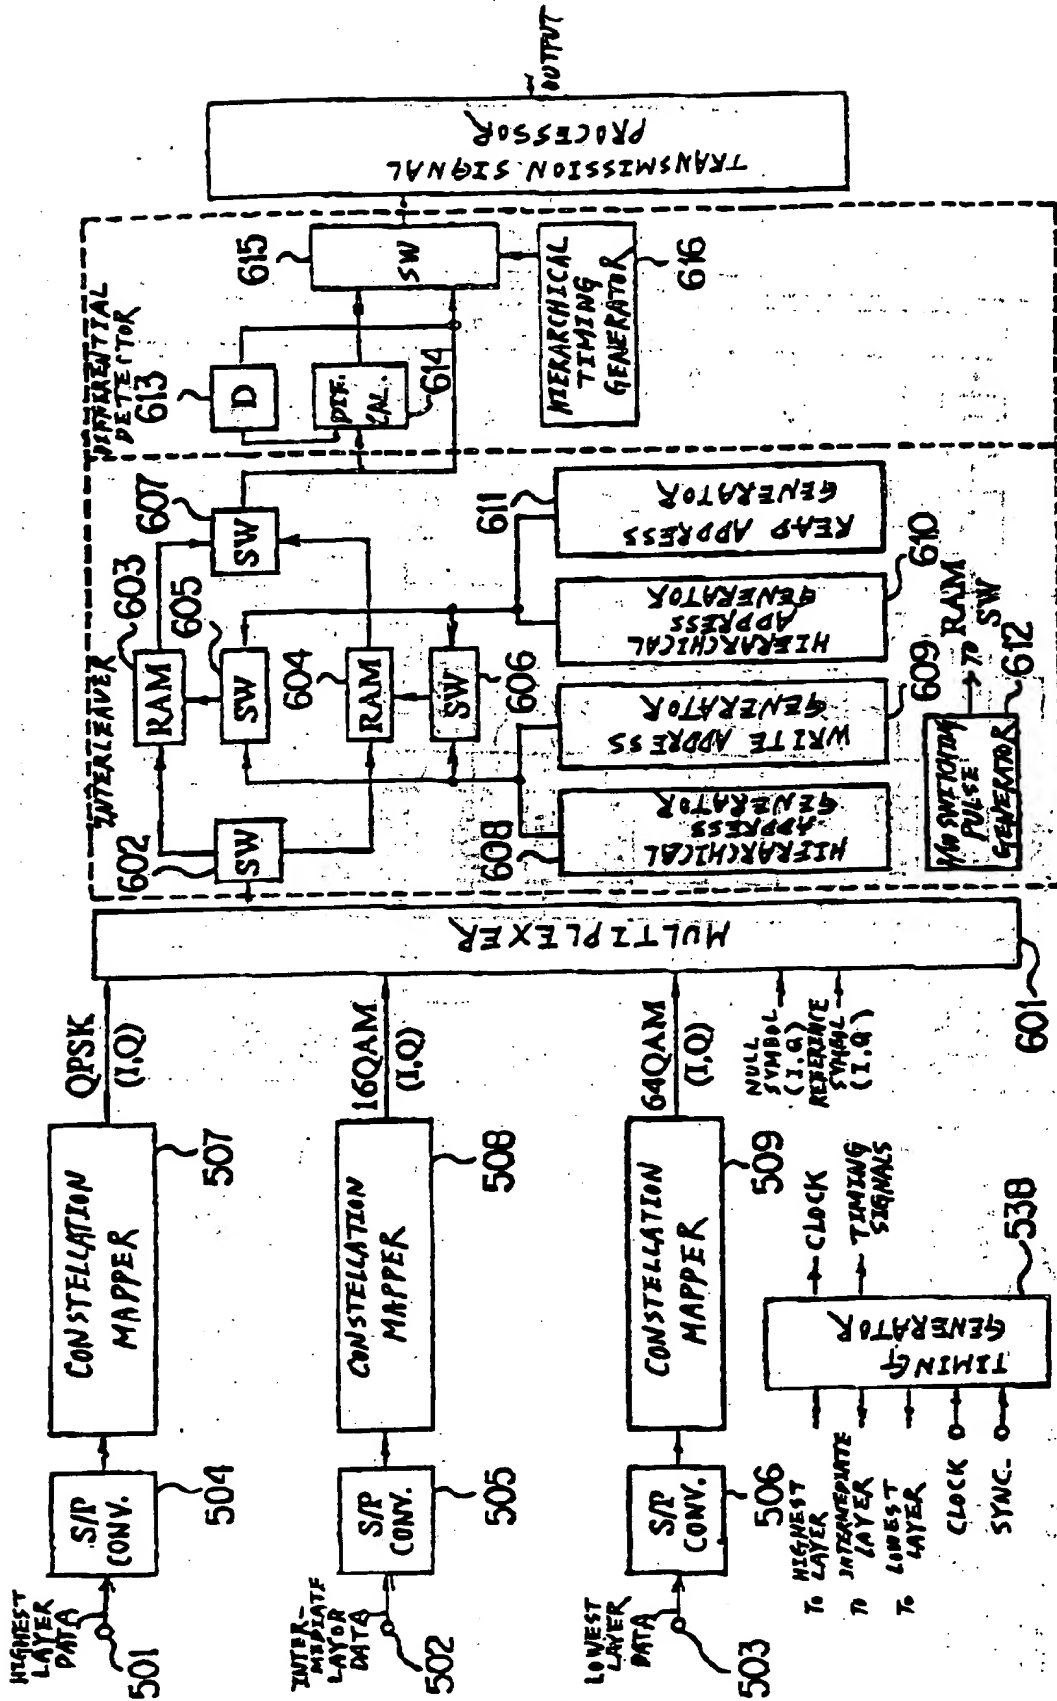 HIGHEST
LAYER
DATA
501
S/P
CONV.
504
CONSTELLATION
MAPPER
507
QPSK
(I,Q)
INTER-
MEDIATE
LAYOR
DATA
502
S/P
CONV.
505
CONSTELLATION
MAPPER
508
16QAM
(I,Q)
LOWEST
LAYER
DATA
503
S/P
CONV.
506
CONSTELLATION
MAPPER
509
64QAM
(I,Q)
NULL
SYMBOL
(I,Q)
REFERENCE
SYMBOL
(I,Q)
TO HIGHEST
LAYER
TO INTERMEDIATE
LAYER
TO LOWEST
LAYER
CLOCK
SYNC.
TIMING
GENERATOR
538
CLOCK
TIMING
SIGNALS
MULTIPLEXER
601
INTERLEAVER
602
SW
603
RAM
605
SW
604
RAM
606
SW
607
SW
608
HIERARCHICAL
ADDRESS
GENERATOR
WRITE ADDRESS
GENERATOR
609
HIERARCHICAL
ADDRESS
GENERATOR
610
611
READ ADDRESS
GENERATOR
SWITCHING
PULSE
GENERATOR
612
TO
RAM
SW
DIFFERENTIAL
DETECTOR
613
D
DIF.
CAL.
614
615
SW
HIERARCHICAL
TIMING
GENERATOR
616
TRANSMISSION SIGNAL
PROCESSOR
OUTPUT